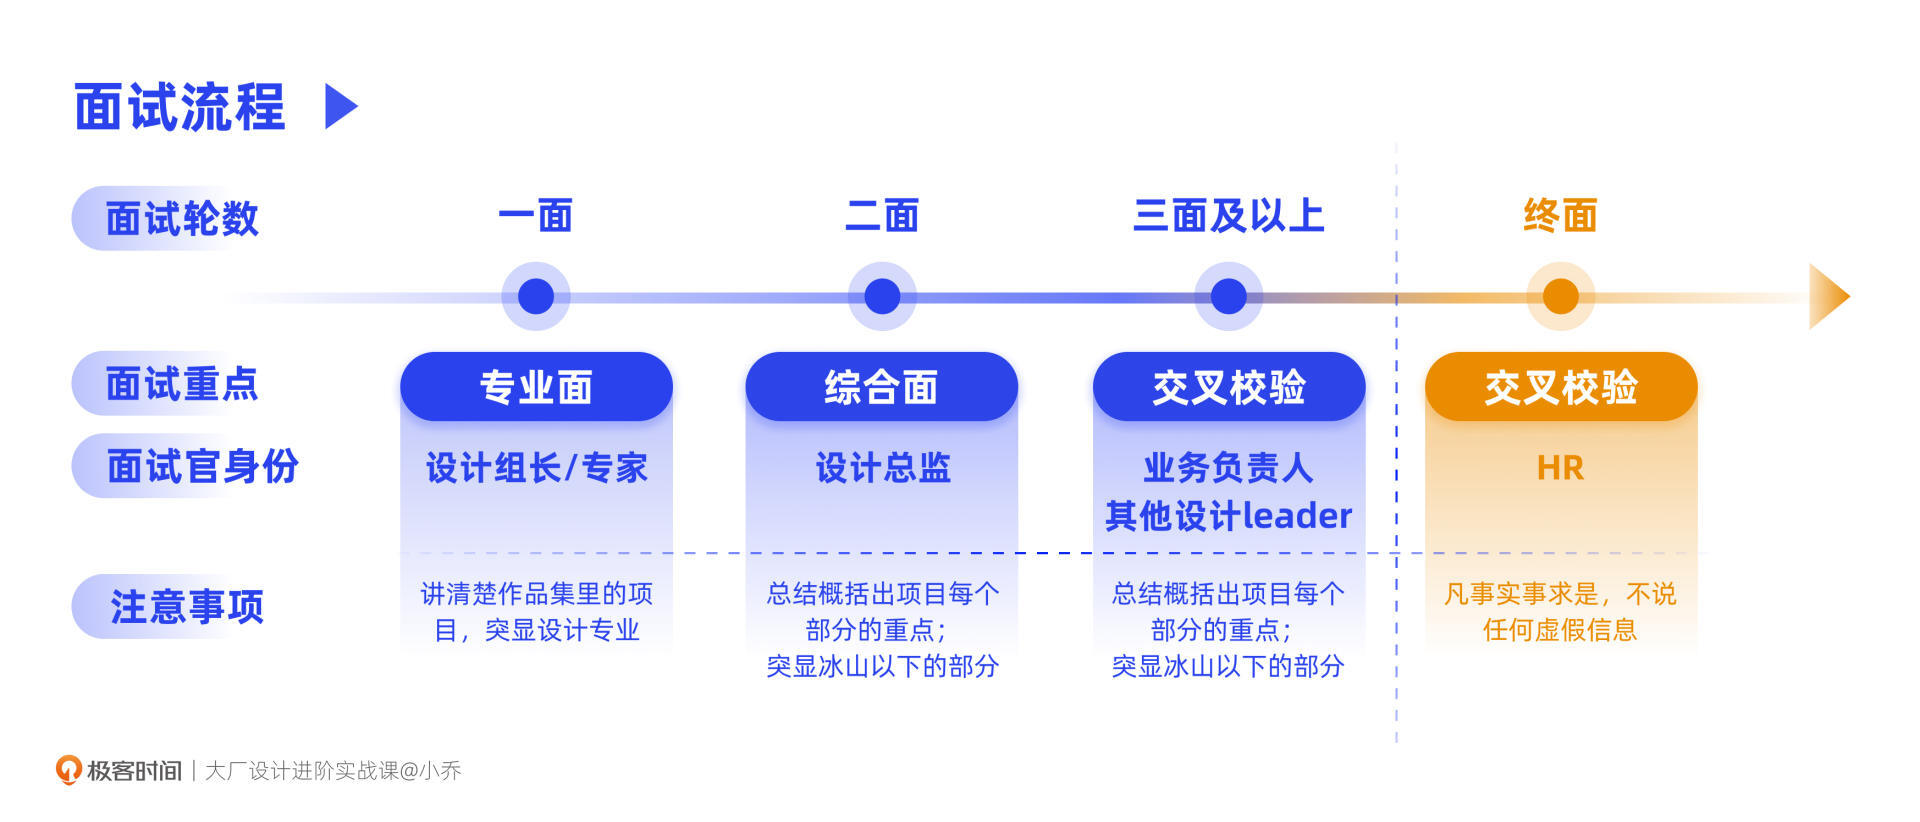 面试流程
面试轮数
一面
二面
三面及以上
终面
面试重点
专业面
综合面
交叉校验
交叉校验
面试官身份
设计组长/专家
设计总监
业务负责人
其他设计leader
HR
注意事项
讲清楚作品集里的项
目，突显设计专业
总结概括出项目每个
部分的重点；
突显冰山以下的部分
总结概括出项目每个
部分的重点；
突显冰山以下的部分
凡事实事求是，不说
任何虚假信息
极客时间 | 大厂设计进阶实战课@小乔